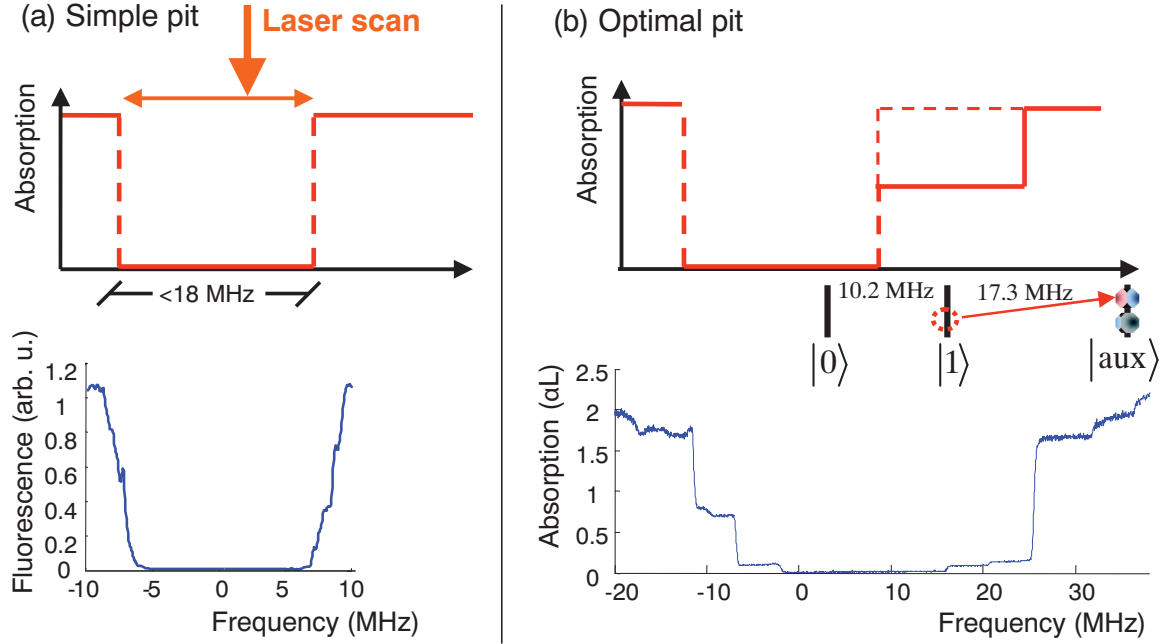 (a) Simple pit
Laser scan
Absorption
<18 MHz
Fluorescence (arb. u.)
1.2
1
0.8
0.6
0.4
0.2
0
-10
-5
0
5
10
Frequency (MHz)
(b) Optimal pit
Absorption
10.2 MHz
17.3 MHz
|0⟩
|1⟩
|aux⟩
Absorption (αL)
2.5
2
1.5
1
0.5
0
-20
-10
0
10
20
30
Frequency (MHz)